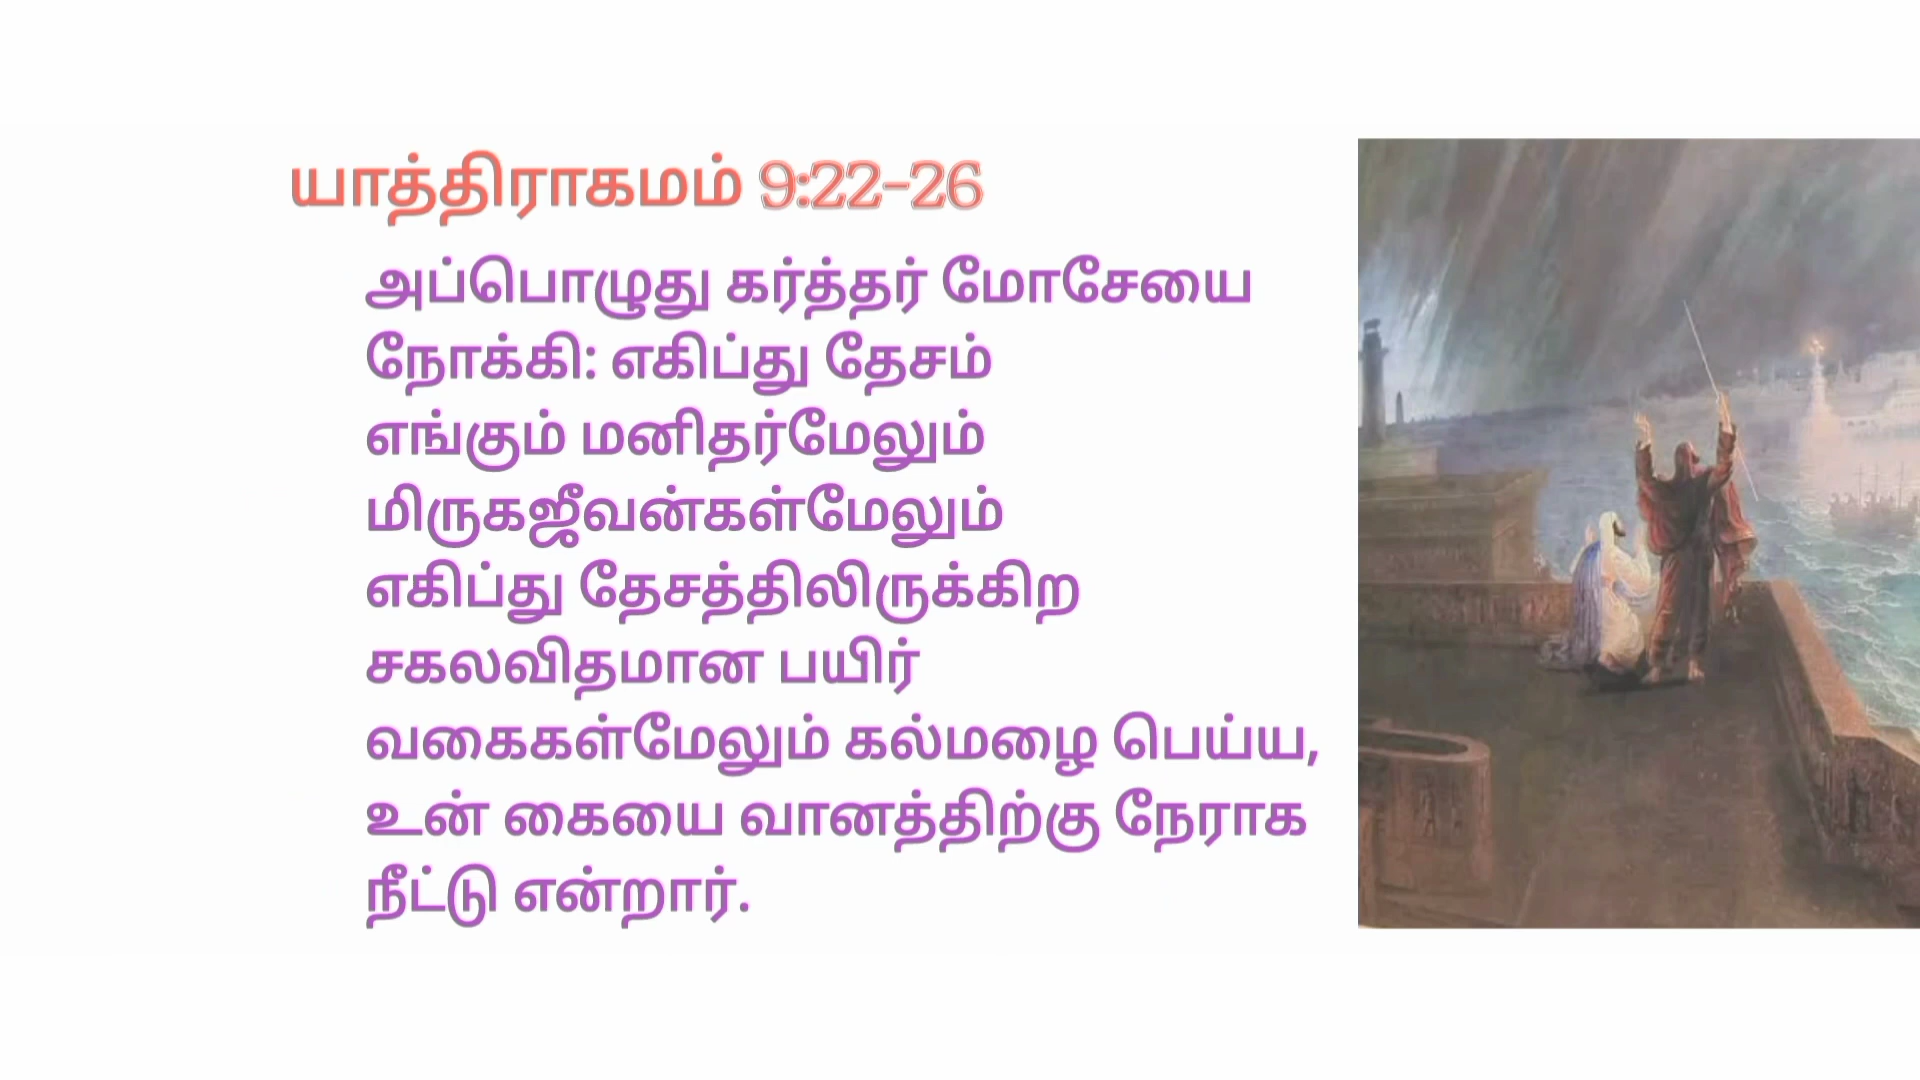 யாத்திராகமம் 9:22-26
அப்பொழுது கர்த்தர் மோசேயை
நோக்கி: எகிப்து தேசம்
எங்கும் மனிதர்மேலும்
மிருகஜீவன்கள்மேலும்
எகிப்து தேசத்திலிருக்கிற
சகலவிதமான பயிர்
வகைகள்மேலும் கல்மழை பெய்ய,
உன் கையை வானத்திற்கு நேராக
நீட்டு என்றார்.